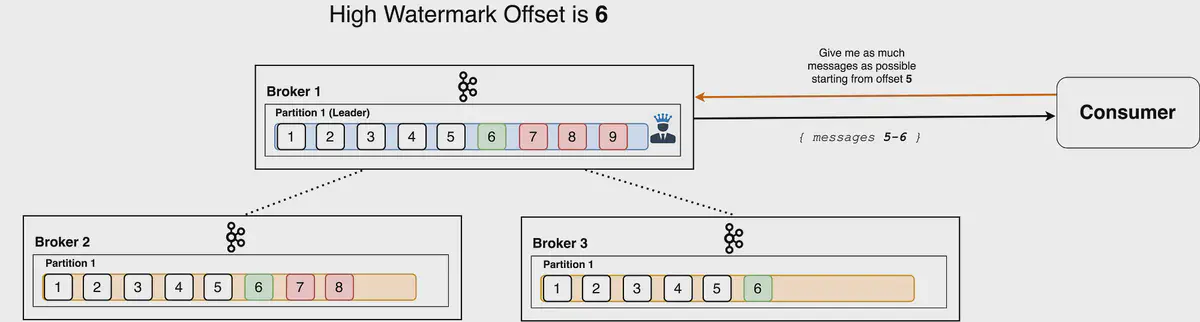 High Watermark Offset is 6
Give me as much
messages as possible
starting from offset 5
Broker 1
Partition 1 (Leader)
1 2 3 4 5 6 7 8 9
Consumer
{ messages 5-6 }
Broker 2
Partition 1
1 2 3 4 5 6 7 8
Broker 3
Partition 1
1 2 3 4 5 6